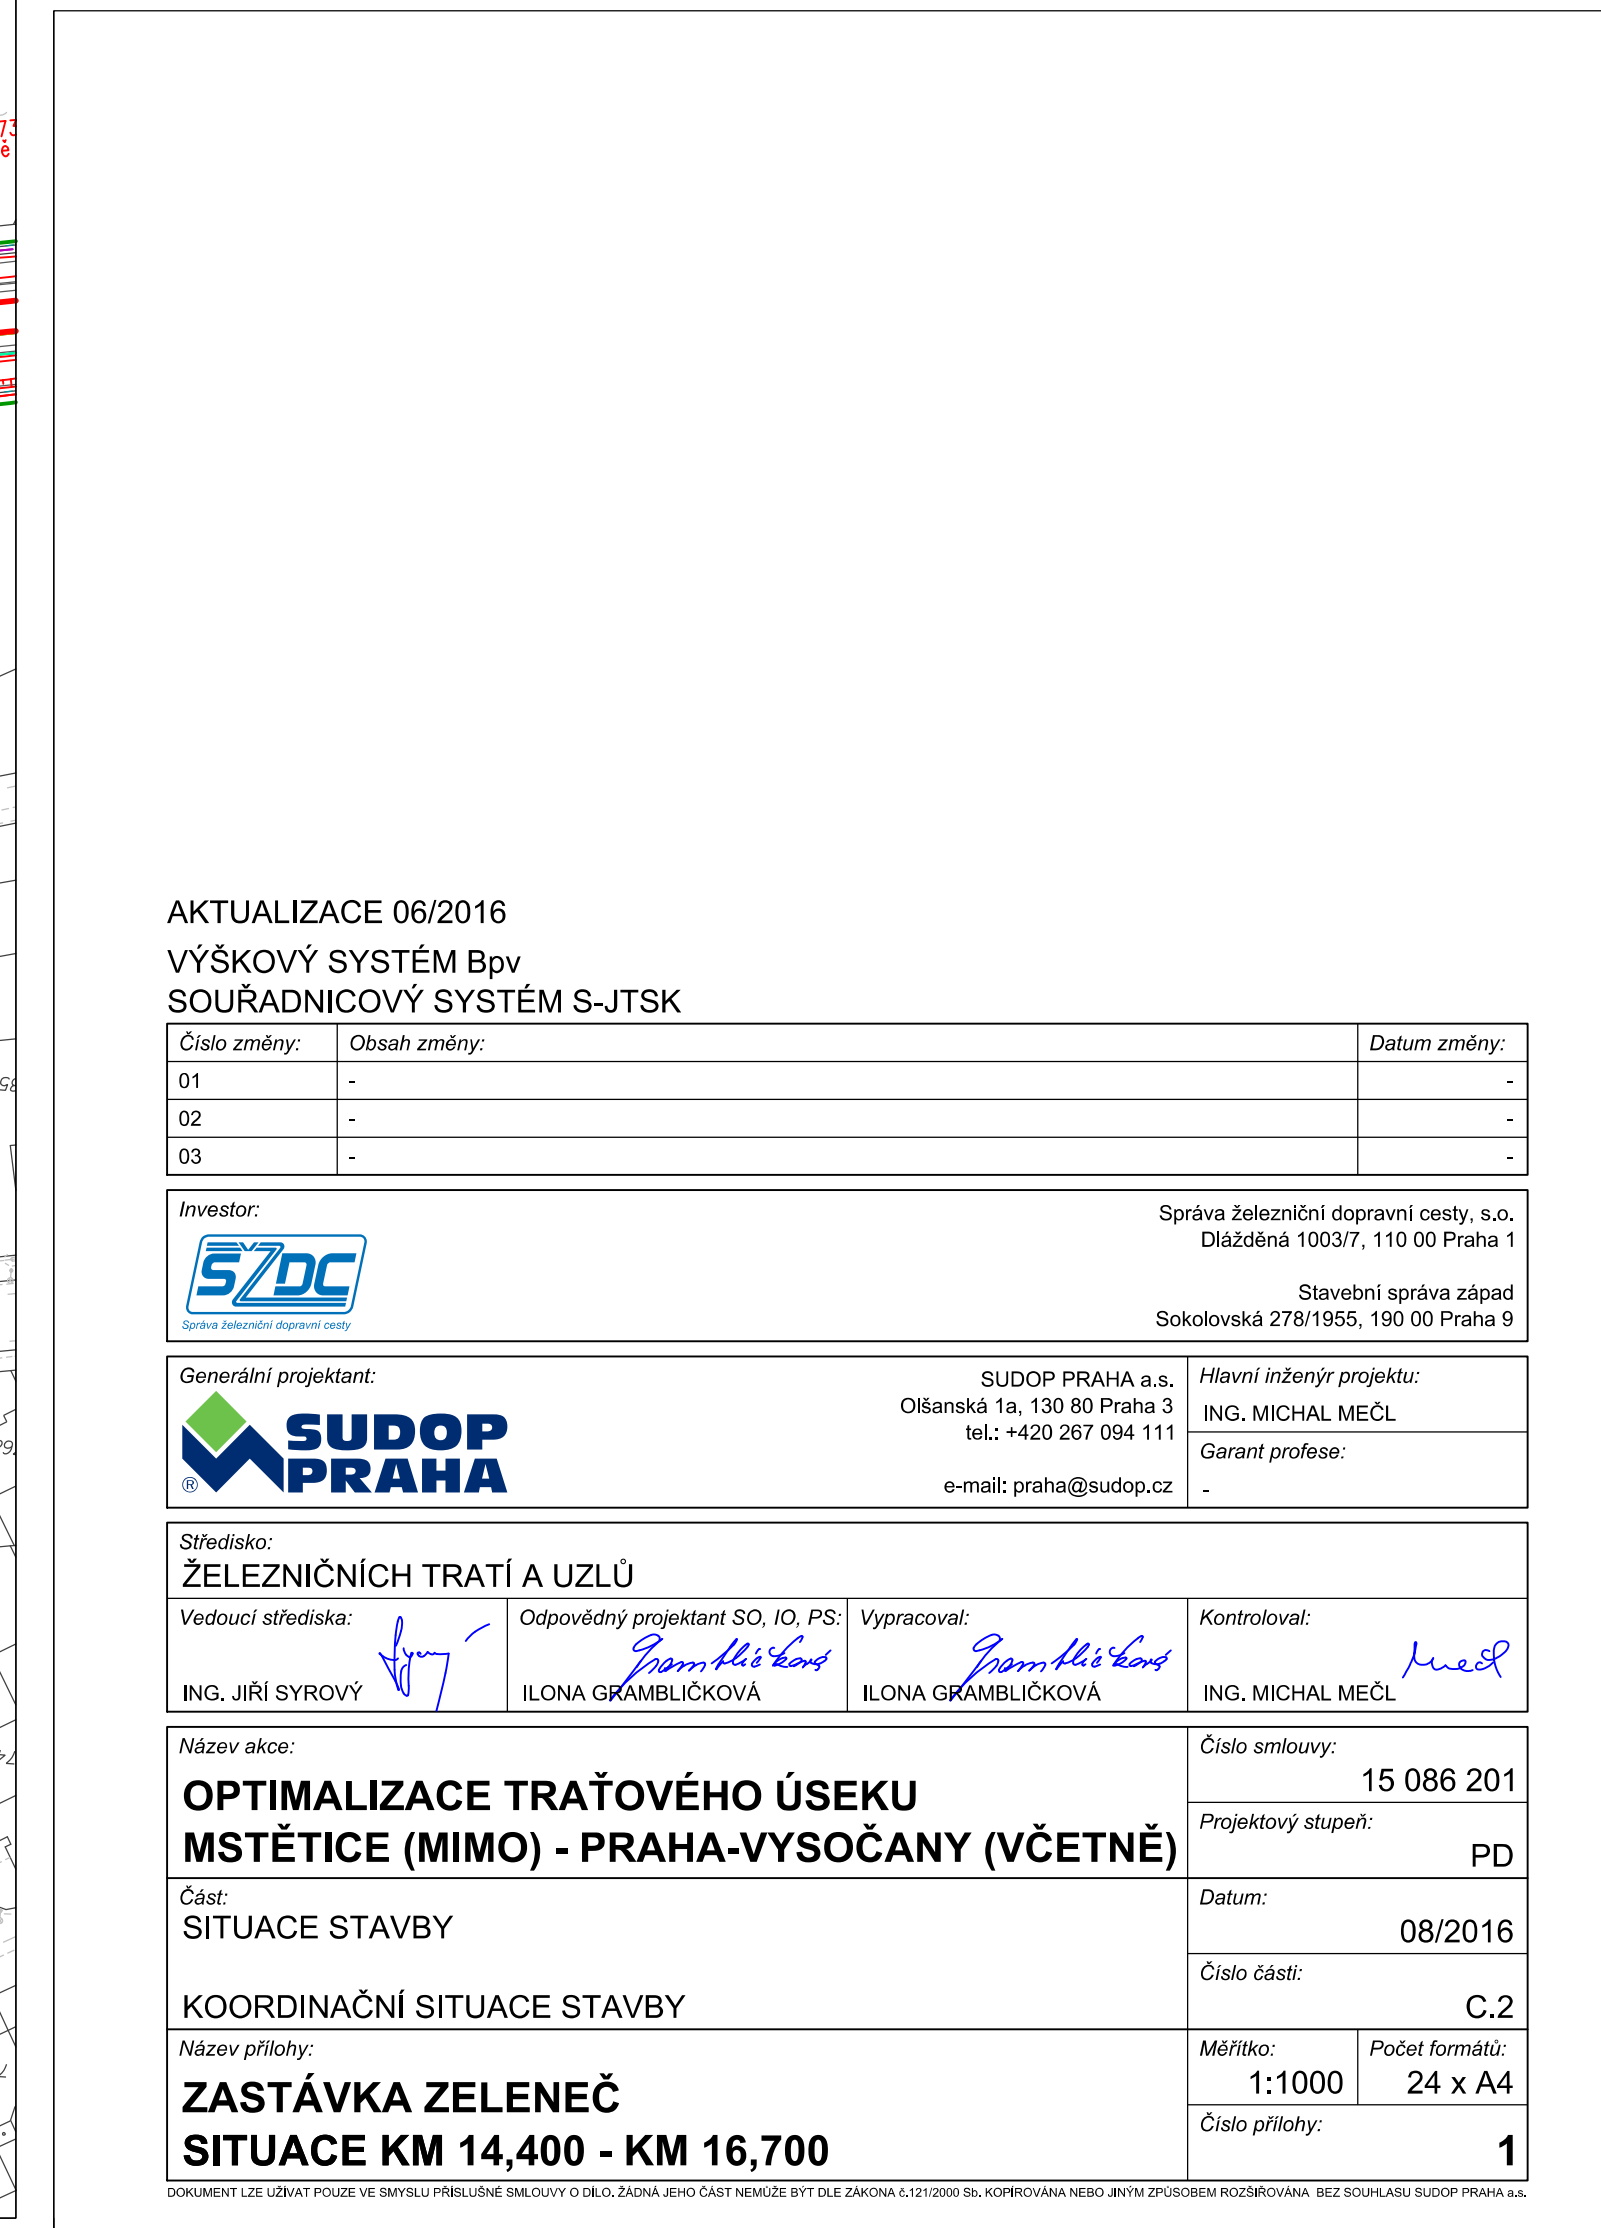 AKTUALIZACE 06/2016
VÝŠKOVÝ SYSTÉM Bpv
SOUŘADNICOVÝ SYSTÉM S-JTSK
Číslo změny: Obsah změny: Datum změny:
01 - -
02 - -
03 - -
Investor:
ŠŽDC
Správa železniční dopravní cesty
Správa železniční dopravní cesty, s.o.
Dlážděná 1003/7, 110 00 Praha 1
Stavební správa západ
Sokolovská 278/1955, 190 00 Praha 9
Generální projektant:
SUDOP
PRAHA
®
SUDOP PRAHA a.s.
Olšanská 1a, 130 80 Praha 3
tel.: +420 267 094 111
e-mail: praha@sudop.cz
Hlavní inženýr projektu:
ING. MICHAL MEČL
Garant profese:
-
Středisko:
ŽELEZNIČNÍCH TRATÍ A UZLŮ
Vedoucí střediska:
ING. JIŘÍ SYROVÝ
Odpovědný projektant SO, IO, PS:
Grambličková
ILONA GRAMBLIČKOVÁ
Vypracoval:
Grambličková
ILONA GRAMBLIČKOVÁ
Kontroloval:
Mečl
ING. MICHAL MEČL
Název akce:
OPTIMALIZACE TRAŤOVÉHO ÚSEKU
MSTĚTICE (MIMO) - PRAHA-VYSOČANY (VČETNĚ)
Číslo smlouvy:
15 086 201
Projektový stupeň:
PD
Část:
SITUACE STAVBY
KOORDINAČNÍ SITUACE STAVBY
Datum:
08/2016
Číslo části:
C.2
Název přílohy:
ZASTÁVKA ZELENEČ
SITUACE KM 14,400 - KM 16,700
Měřítko:
1:1000
Počet formátů:
24 x A4
Číslo přílohy:
1
DOKUMENT LZE UŽÍVAT POUZE VE SMYSLU PŘÍSLUŠNÉ SMLOUVY O DÍLO. ŽÁDNÁ JEHO ČÁST NEMŮŽE BÝT DLE ZÁKONA č.121/2000 Sb. KOPÍROVÁNA NEBO JINÝM ZPŮSOBEM ROZŠIŘOVÁNA BEZ SOUHLASU SUDOP PRAHA a.s.